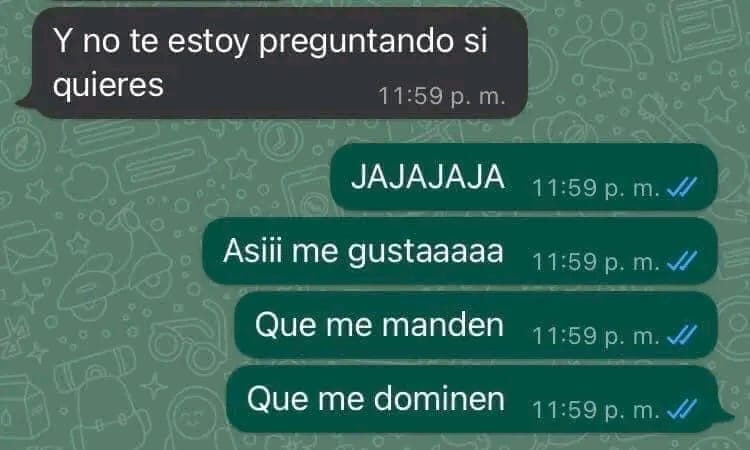 Y no te estoy preguntando si
quieres
11:59 p. m.
JAJAJAJA 11:59 p. m.
Asiii me gustaaaaa 11:59 p. m.
Que me manden 11:59 p. m.
Que me dominen 11:59 p. m.